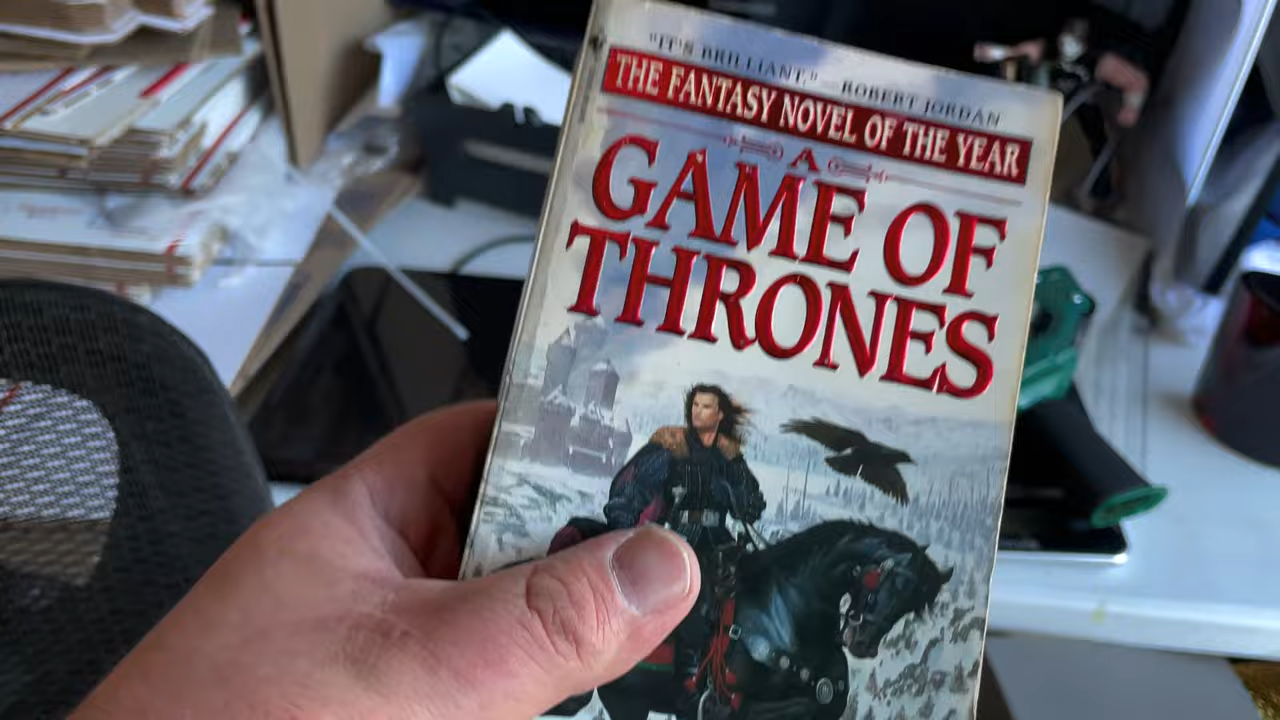 "IT'S BRILLIANT." —ROBERT JORDAN
THE FANTASY NOVEL OF THE YEAR
A
GAME OF
THRONES